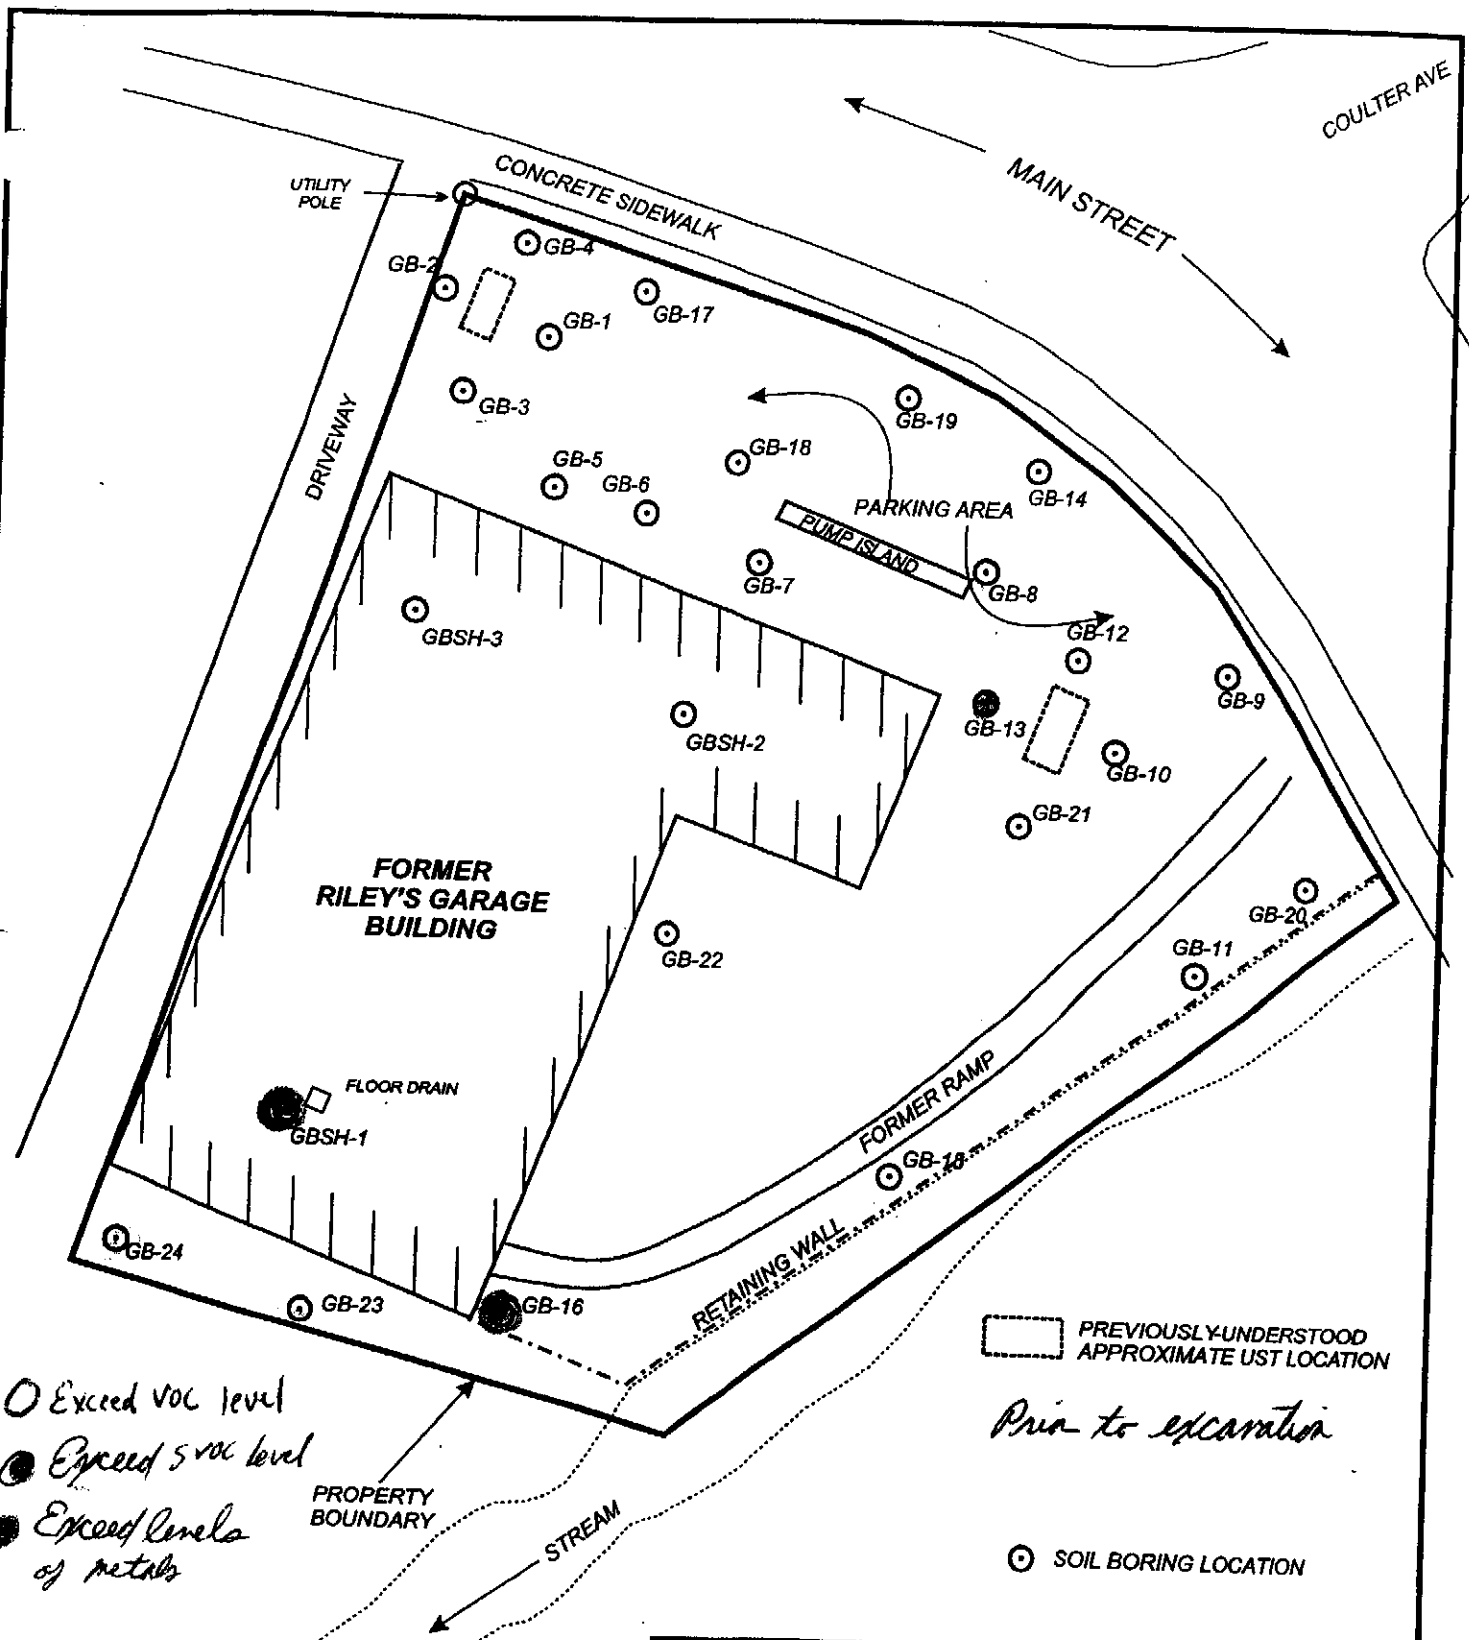 COULTER AVE
MAIN STREET
CONCRETE SIDEWALK
UTILITY
POLE
GB-4
GB-2
GB-17
GB-1
GB-3
DRIVEWAY
GB-19
GB-18
GB-5
GB-6
GB-14
PARKING AREA
PUMP ISLAND
GB-7
GB-8
GBSH-3
GB-12
GB-9
GB-13
GBSH-2
GB-10
GB-21
FORMER
RILEY'S GARAGE
BUILDING
GB-20
GB-11
GB-22
FLOOR DRAIN
GBSH-1
FORMER RAMP
GB-18
RETAINING WALL
GB-24
GB-23
GB-16
PREVIOUSLY-UNDERSTOOD
APPROXIMATE UST LOCATION
Prior to excavation
Exceed VOC level
Exceed SVOC level
Exceed levels
of metals
PROPERTY
BOUNDARY
STREAM
SOIL BORING LOCATION